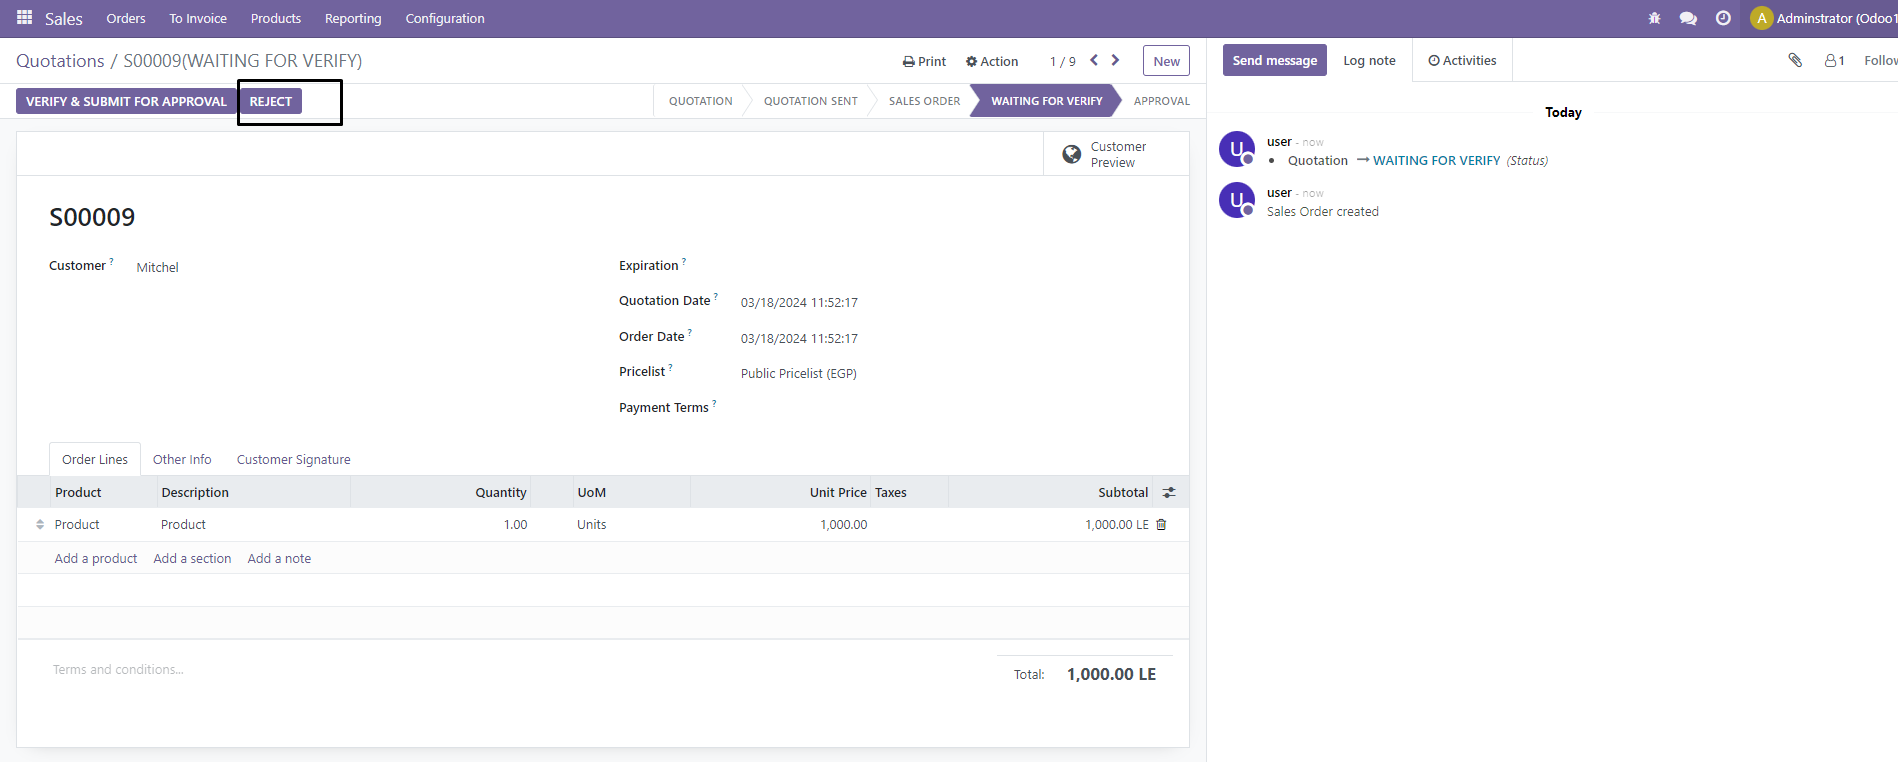 Sales Orders To Invoice Products Reporting Configuration
A Adminstrator (Odoo1
Quotations / S00009(WAITING FOR VERIFY)
Print Action 1 / 9 New
VERIFY & SUBMIT FOR APPROVAL REJECT
QUOTATION QUOTATION SENT SALES ORDER WAITING FOR VERIFY APPROVAL
Customer
Preview
S00009
Customer ? Mitchel
Expiration ?
Quotation Date ? 03/18/2024 11:52:17
Order Date ? 03/18/2024 11:52:17
Pricelist ? Public Pricelist (EGP)
Payment Terms ?
Order Lines Other Info Customer Signature
Product Description Quantity UoM Unit Price Taxes Subtotal
Product Product 1.00 Units 1,000.00 1,000.00 LE
Add a product Add a section Add a note
Terms and conditions...
Total: 1,000.00 LE
Send message Log note Activities 1 Follow
Today
U user - now
• Quotation → WAITING FOR VERIFY (Status)
U user - now
Sales Order created